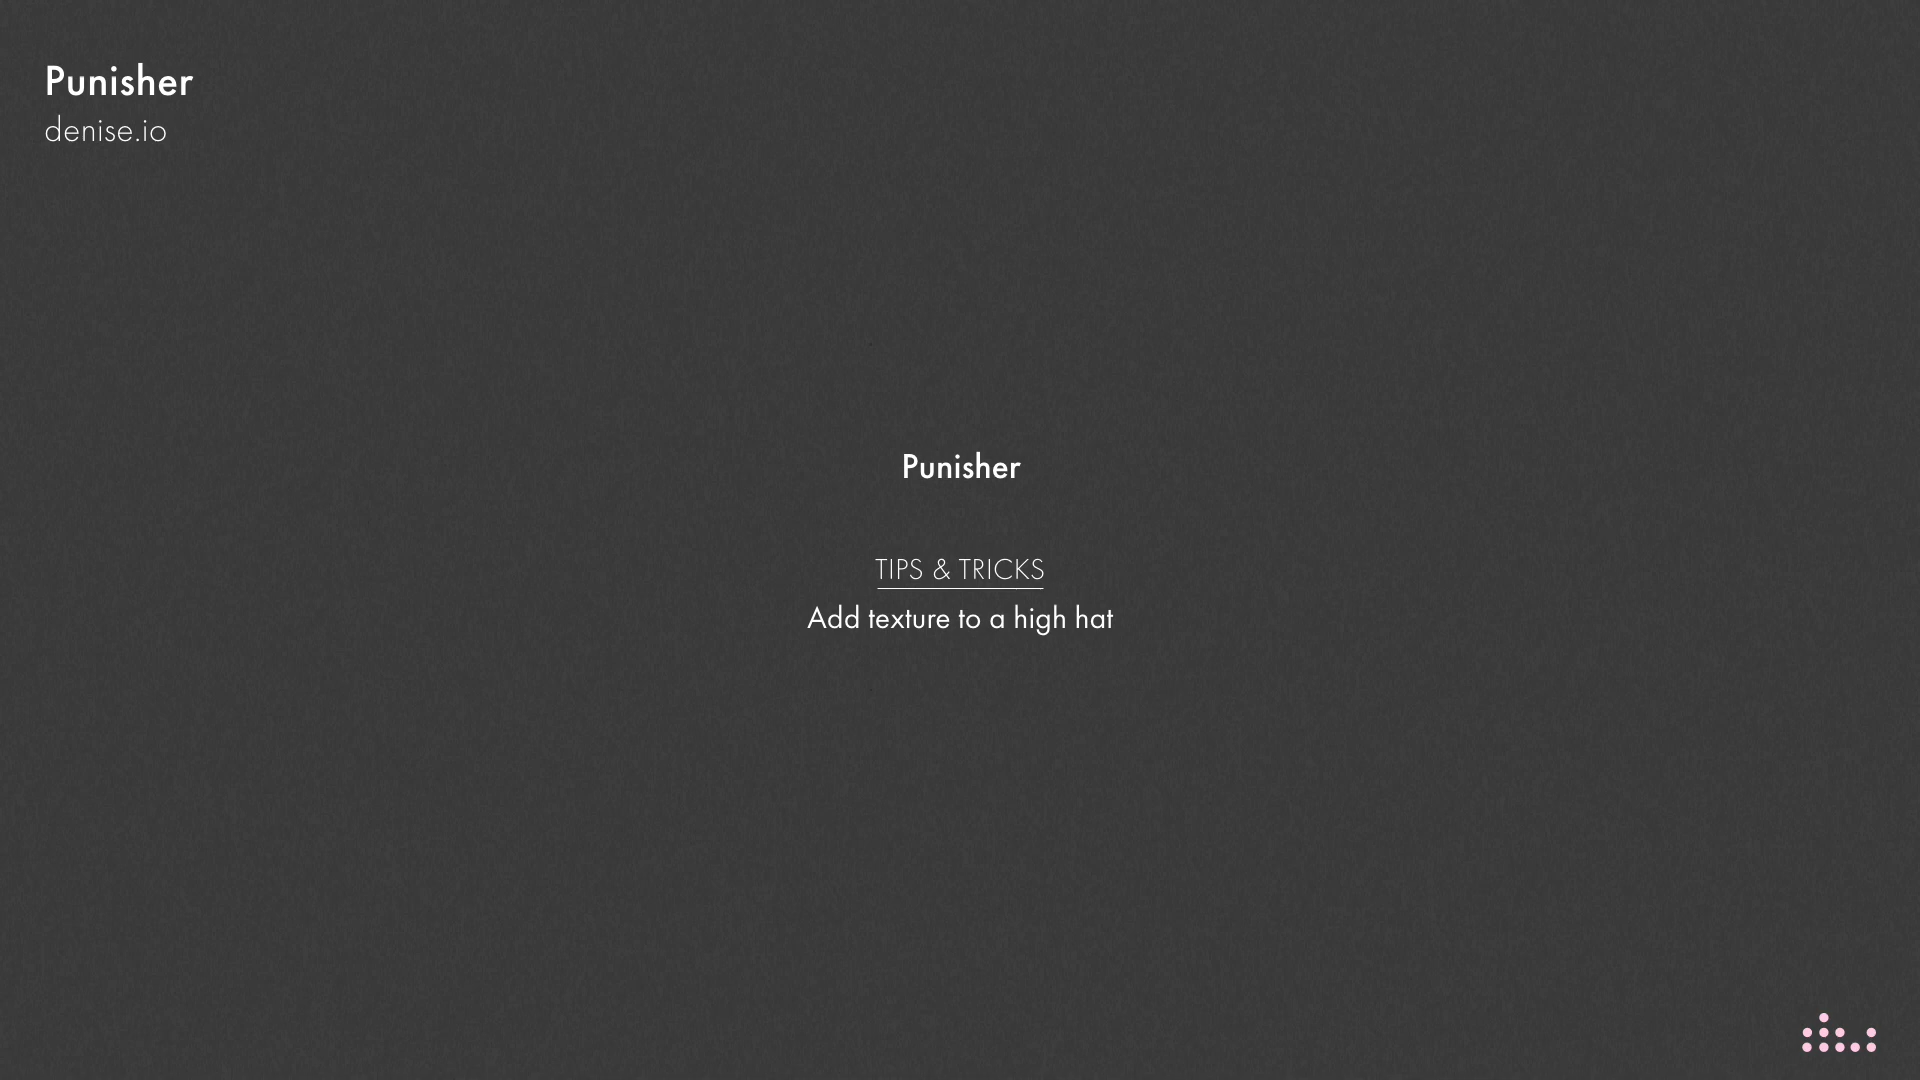 Punisher
denise.io
Punisher
TIPS & TRICKS
Add texture to a high hat